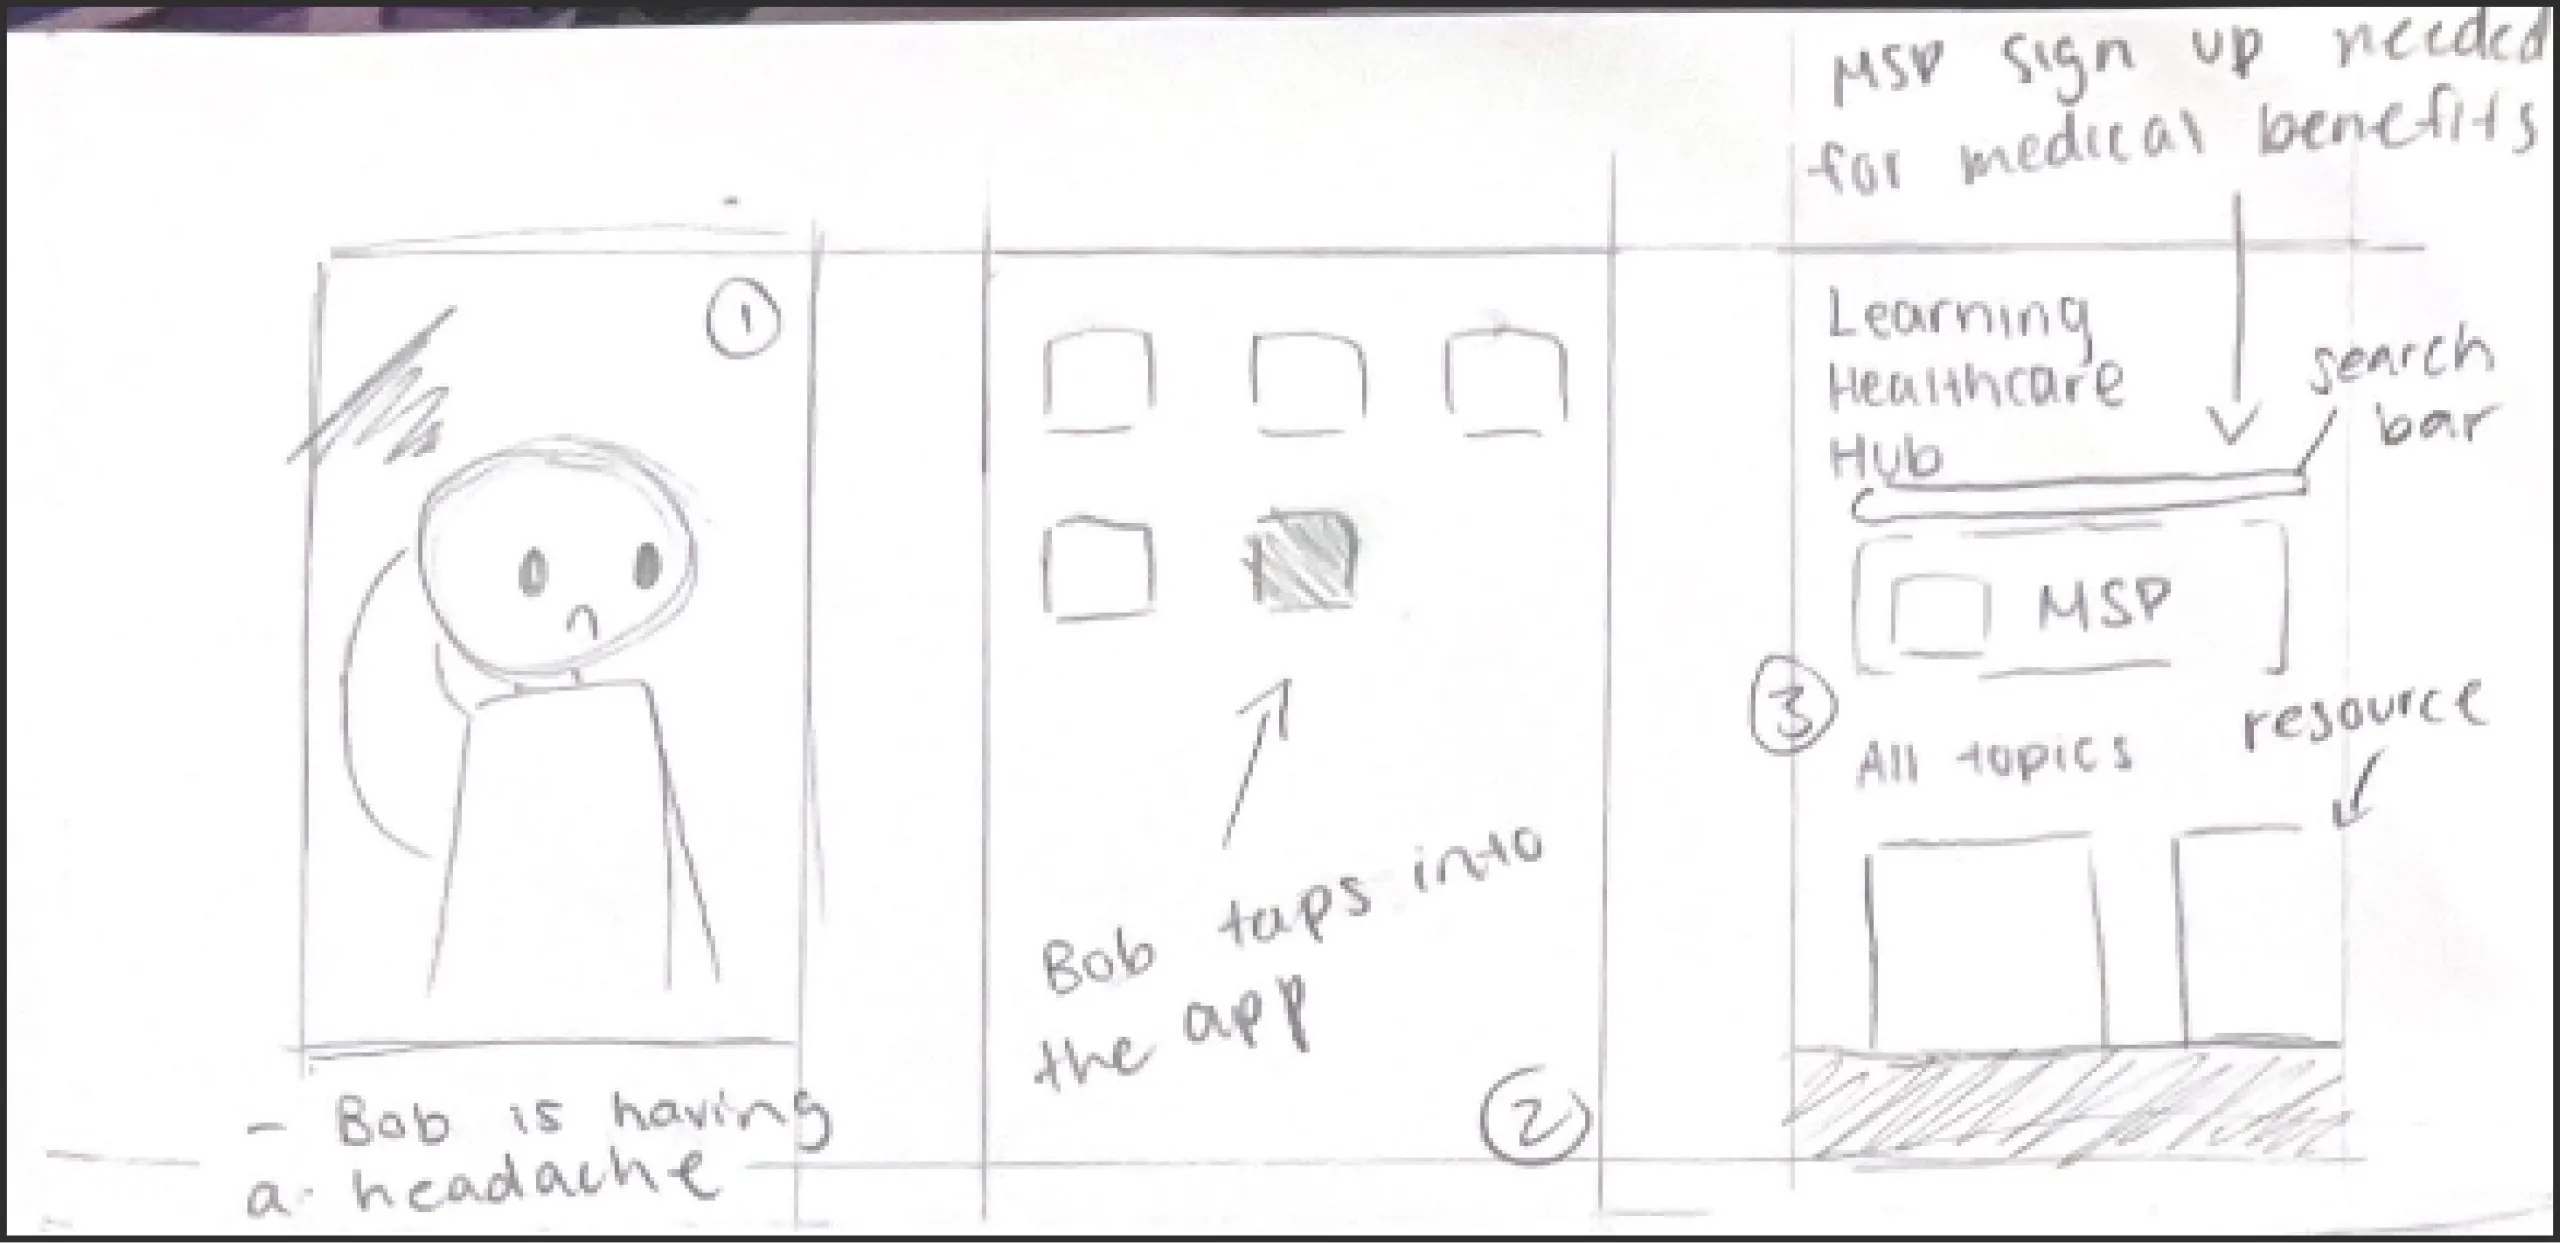 1
- Bob is having
a headache
Bob taps into
the app
2
MSP sign up needed
for medical benefits
Learning
Healthcare
Hub
search
bar
MSP
3
resource
All topics